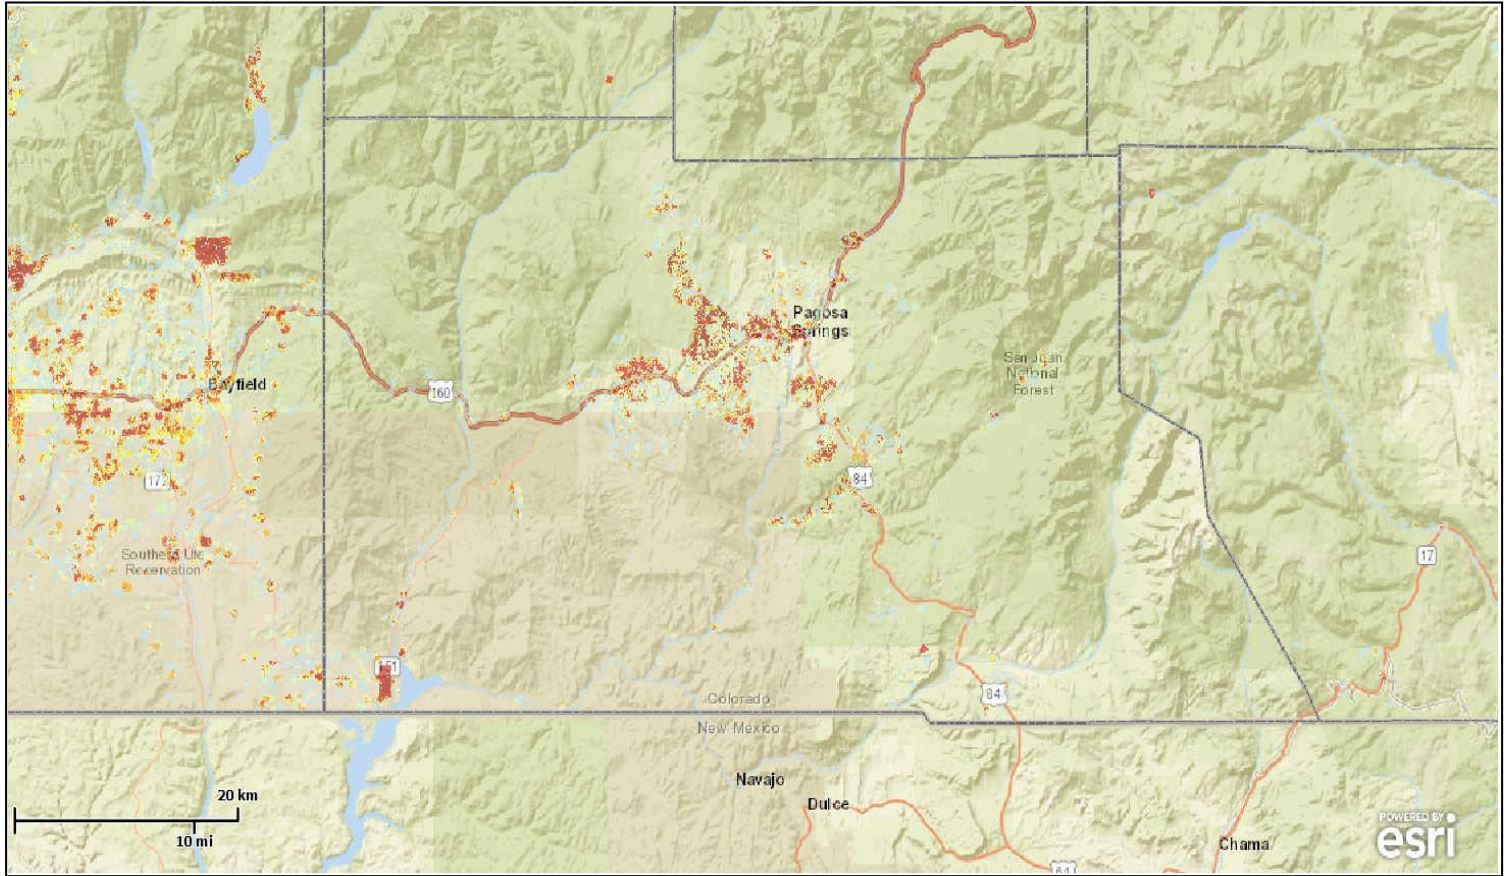 Pagosa
Springs
San Juan
National
Forest
Bayfield
160
172
84
Southern Ute
Reservation
17
151
84
Colorado
New Mexico
Navajo
Dulce
20 km
10 mi
Chama
POWERED BY
esri